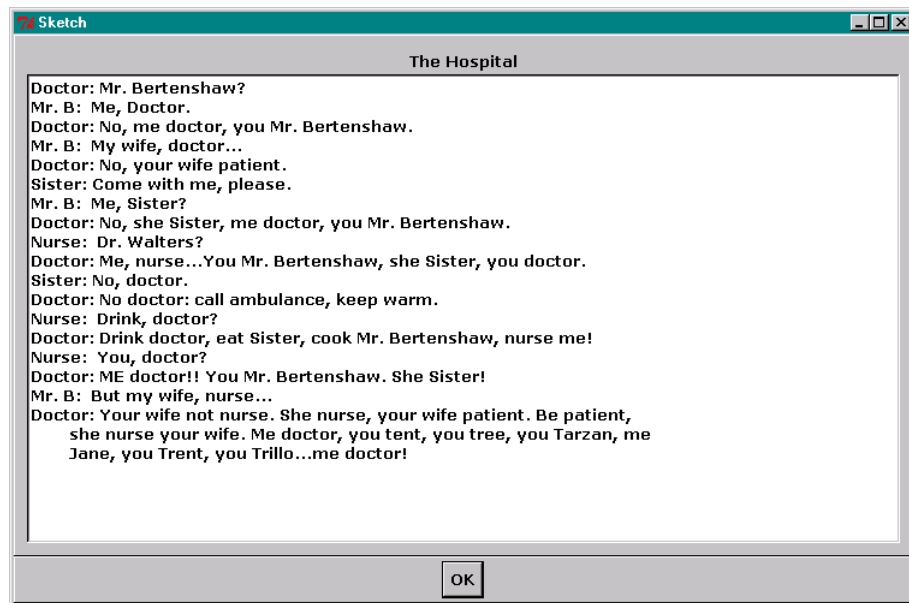 Sketch
The Hospital
Doctor: Mr. Bertenshaw?
Mr. B:  Me, Doctor.
Doctor: No, me doctor, you Mr. Bertenshaw.
Mr. B:  My wife, doctor...
Doctor: No, your wife patient.
Sister: Come with me, please.
Mr. B:  Me, Sister?
Doctor: No, she Sister, me doctor, you Mr. Bertenshaw.
Nurse:  Dr. Walters?
Doctor: Me, nurse...You Mr. Bertenshaw, she Sister, you doctor.
Sister: No, doctor.
Doctor: No doctor: call ambulance, keep warm.
Nurse:  Drink, doctor?
Doctor: Drink doctor, eat Sister, cook Mr. Bertenshaw, nurse me!
Nurse:  You, doctor?
Doctor: ME doctor!! You Mr. Bertenshaw. She Sister!
Mr. B:  But my wife, nurse...
Doctor: Your wife not nurse. She nurse, your wife patient. Be patient,
she nurse your wife. Me doctor, you tent, you tree, you Tarzan, me
Jane, you Trent, you Trillo...me doctor!
OK